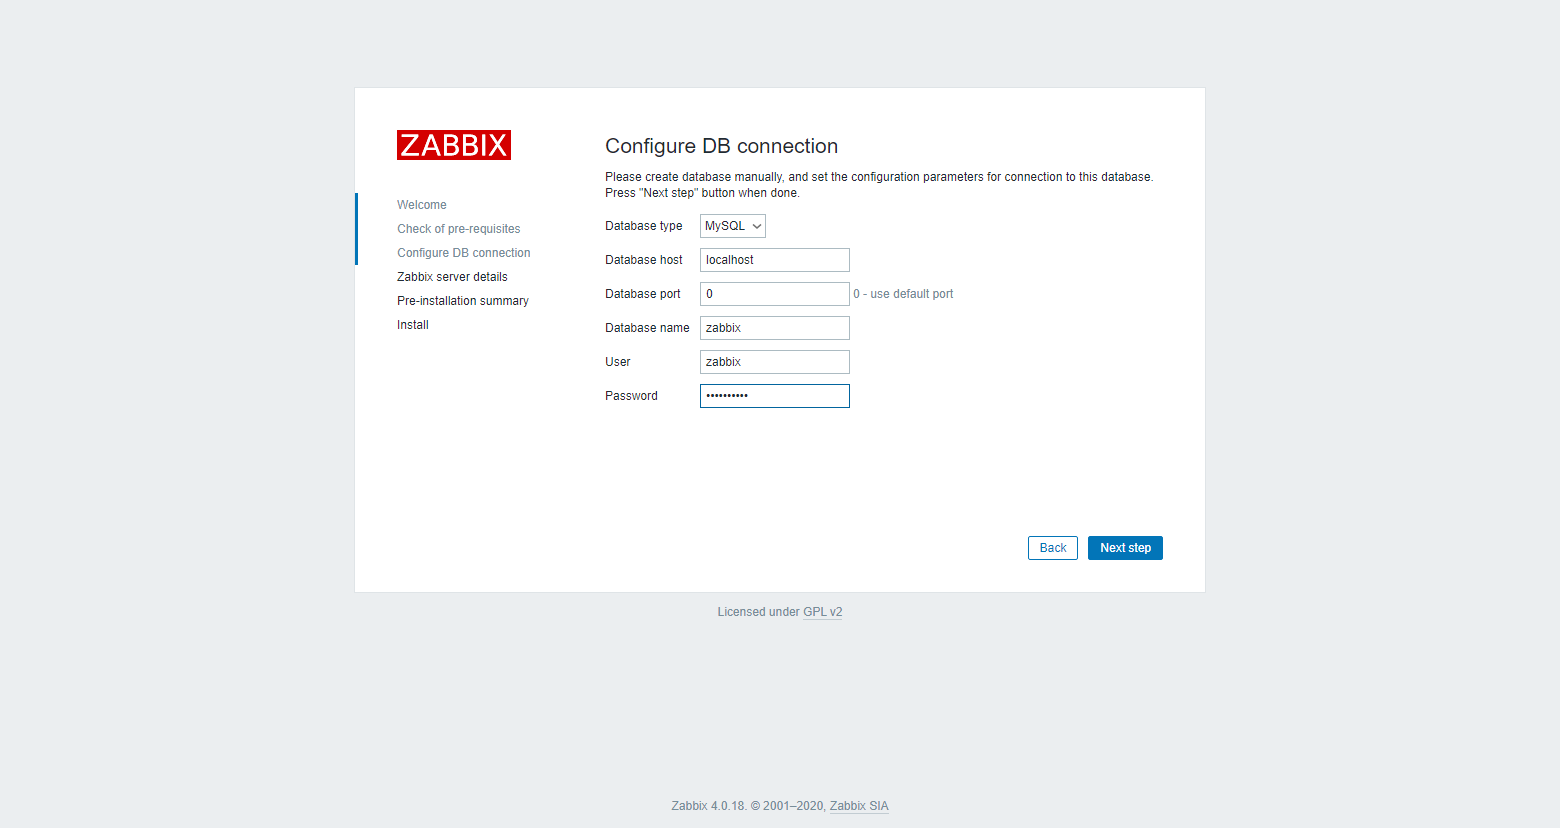 ZABBIX
Welcome
Check of pre-requisites
Configure DB connection
Zabbix server details
Pre-installation summary
Install
Configure DB connection
Please create database manually, and set the configuration parameters for connection to this database.
Press "Next step" button when done.
Database type MySQL
Database host localhost
Database port 0 0 - use default port
Database name zabbix
User zabbix
Password ••••••••••
Back Next step
Licensed under GPL v2
Zabbix 4.0.18. © 2001–2020, Zabbix SIA